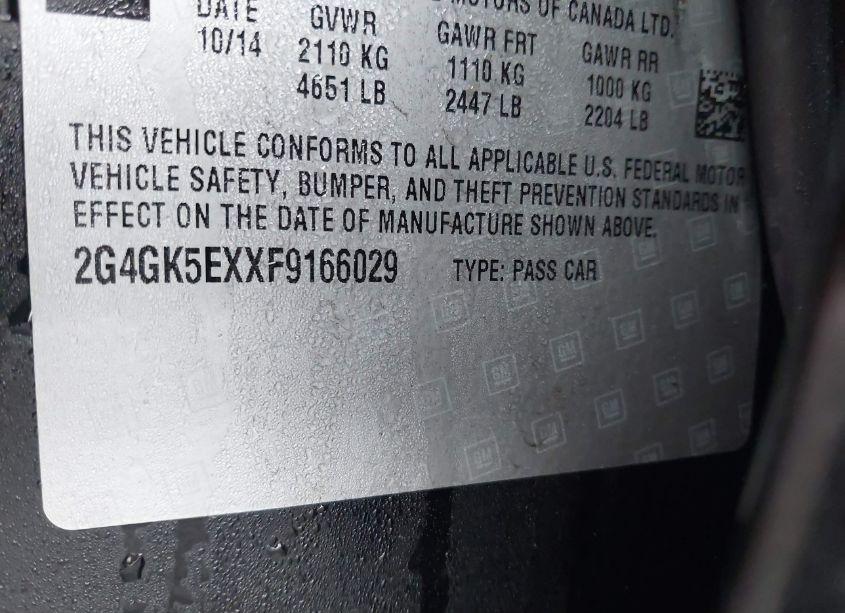 MOTORS OF CANADA LTD.
DATE GVWR GAWR FRT GAWR RR
10/14 2110 KG 1110 KG 1000 KG
4651 LB 2447 LB 2204 LB
THIS VEHICLE CONFORMS TO ALL APPLICABLE U.S. FEDERAL MOTOR
VEHICLE SAFETY, BUMPER, AND THEFT PREVENTION STANDARDS IN
EFFECT ON THE DATE OF MANUFACTURE SHOWN ABOVE.
2G4GK5EXXF9166029 TYPE: PASS CAR